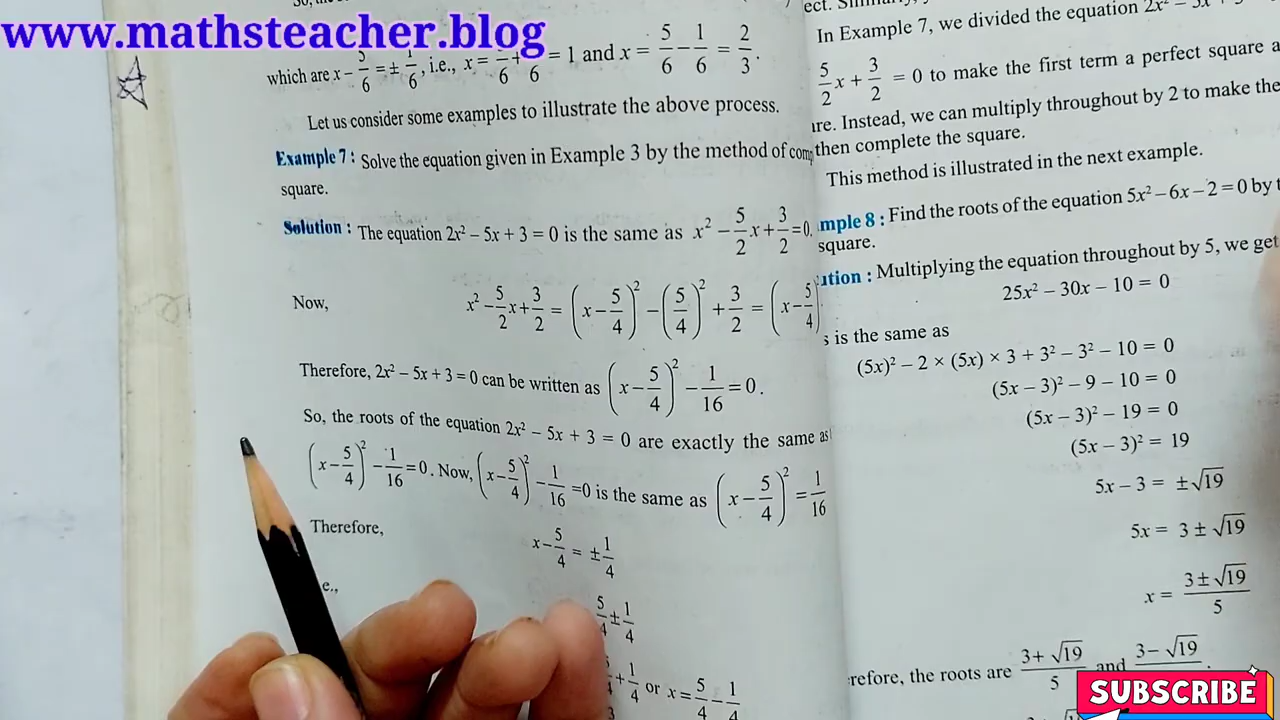 www.mathsteacher.blog
which are x − 5/6 = ± 1/6, i.e., x = 5/6 + 1/6 = 1 and x = 5/6 − 1/6 = 2/3.
Let us consider some examples to illustrate the above process.
Example 7 : Solve the equation given in Example 3 by the method of
square.
Solution : The equation 2x² − 5x + 3 = 0 is the same as x² − 5/2 x + 3/2 = 0.
Now, x² − 5/2 x + 3/2 = (x − 5/4)² − (5/4)² + 3/2 = (x − 5/4)
Therefore, 2x² − 5x + 3 = 0 can be written as (x − 5/4)² − 1/16 = 0.
So, the roots of the equation 2x² − 5x + 3 = 0 are exactly the same as
(x − 5/4)² − 1/16 = 0. Now, (x − 5/4)² − 1/16 = 0 is the same as (x − 5/4)² = 1/16
Therefore, x − 5/4 = ± 1/4
e.,
5/4 ± 1/4
+ 1/4 or x = 5/4 − 1/4
In Example 7, we divided the equation
5/2 x + 3/2 = 0 to make the first term a perfect square
Instead, we can multiply throughout by 2 to make the
then complete the square.
This method is illustrated in the next example.
mple 8 : Find the roots of the equation 5x² − 6x − 2 = 0 by
square.
ution : Multiplying the equation throughout by 5, we get
25x² − 30x − 10 = 0
s is the same as
(5x)² − 2 × (5x) × 3 + 3² − 3² − 10 = 0
(5x − 3)² − 9 − 10 = 0
(5x − 3)² − 19 = 0
(5x − 3)² = 19
5x − 3 = ±√19
5x = 3 ± √19
x = (3 ± √19)/5
refore, the roots are (3 + √19)/5 and (3 − √19)/5.
SUBSCRIBE